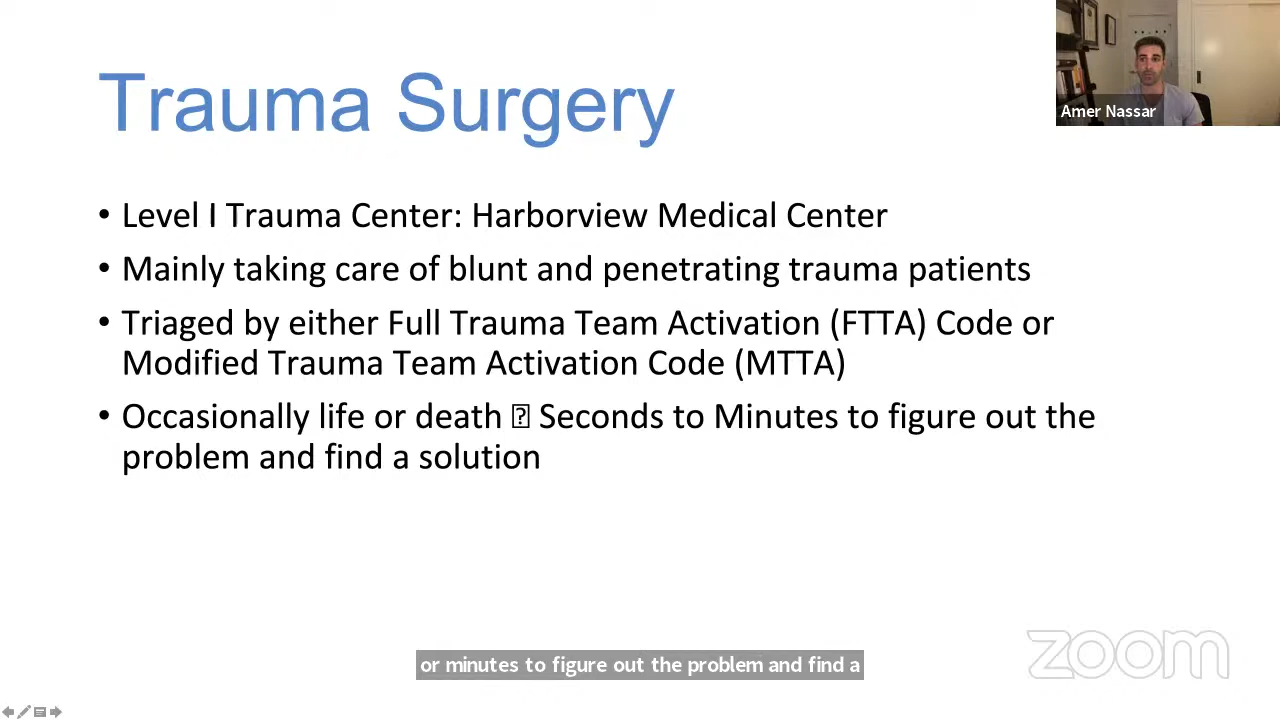 Trauma Surgery
Amer Nassar
• Level I Trauma Center: Harborview Medical Center
• Mainly taking care of blunt and penetrating trauma patients
• Triaged by either Full Trauma Team Activation (FTTA) Code or
Modified Trauma Team Activation Code (MTTA)
• Occasionally life or death ⍰ Seconds to Minutes to figure out the
problem and find a solution
or minutes to figure out the problem and find a
zoom